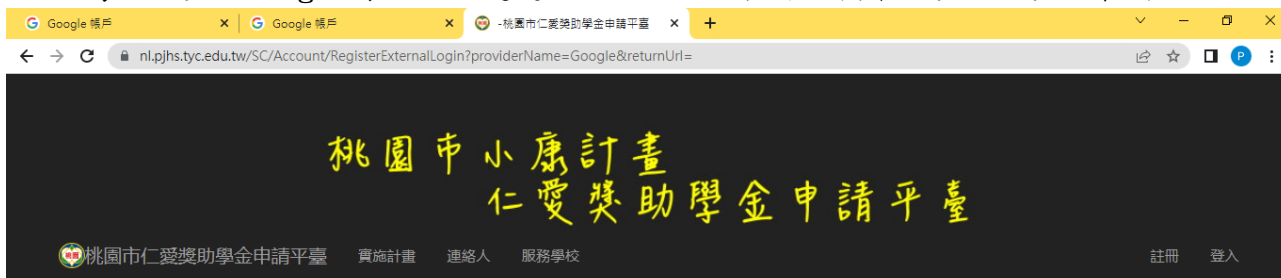 Google 帳戶
Google 帳戶
-桃園市仁愛獎助學金申請平臺
nl.pjhs.tyc.edu.tw/SC/Account/RegisterExternalLogin?providerName=Google&returnUrl=
P
桃園市小康計畫
仁愛獎助學金申請平臺
桃園市仁愛獎助學金申請平臺 實施計畫 連絡人 服務學校 註冊 登入